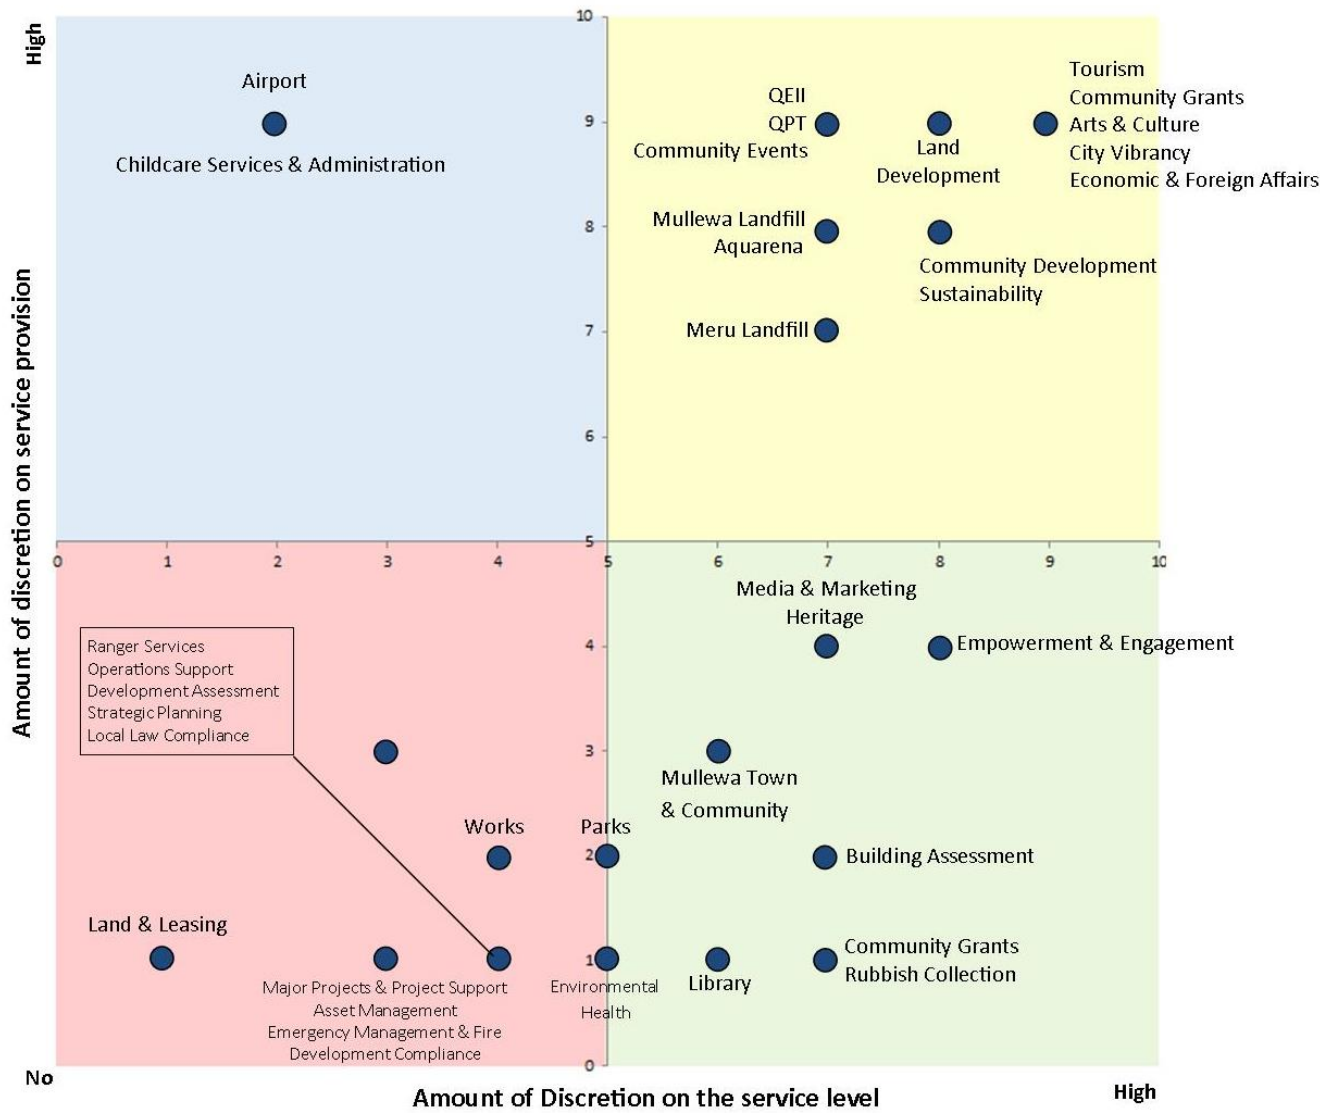 High
10
Airport
Tourism
QEII
Community Grants
9
QPT
Arts & Culture
Community Events
Land
City Vibrancy
Childcare Services & Administration
Development
Economic & Foreign Affairs
8
Mullewa Landfill
Aquarena
Community Development
Sustainability
7
Meru Landfill
6
5
0 1 2 3 4 5 6 7 8 9 10
Amount of discretion on service provision
Media & Marketing
Heritage
4
Empowerment & Engagement
Ranger Services
Operations Support
Development Assessment
Strategic Planning
Local Law Compliance
3
Mullewa Town
& Community
Works
Parks
2
Building Assessment
Land & Leasing
1
Community Grants
Rubbish Collection
Major Projects & Project Support
Asset Management
Emergency Management & Fire
Development Compliance
Environmental
Health
Library
0
No
High
Amount of Discretion on the service level